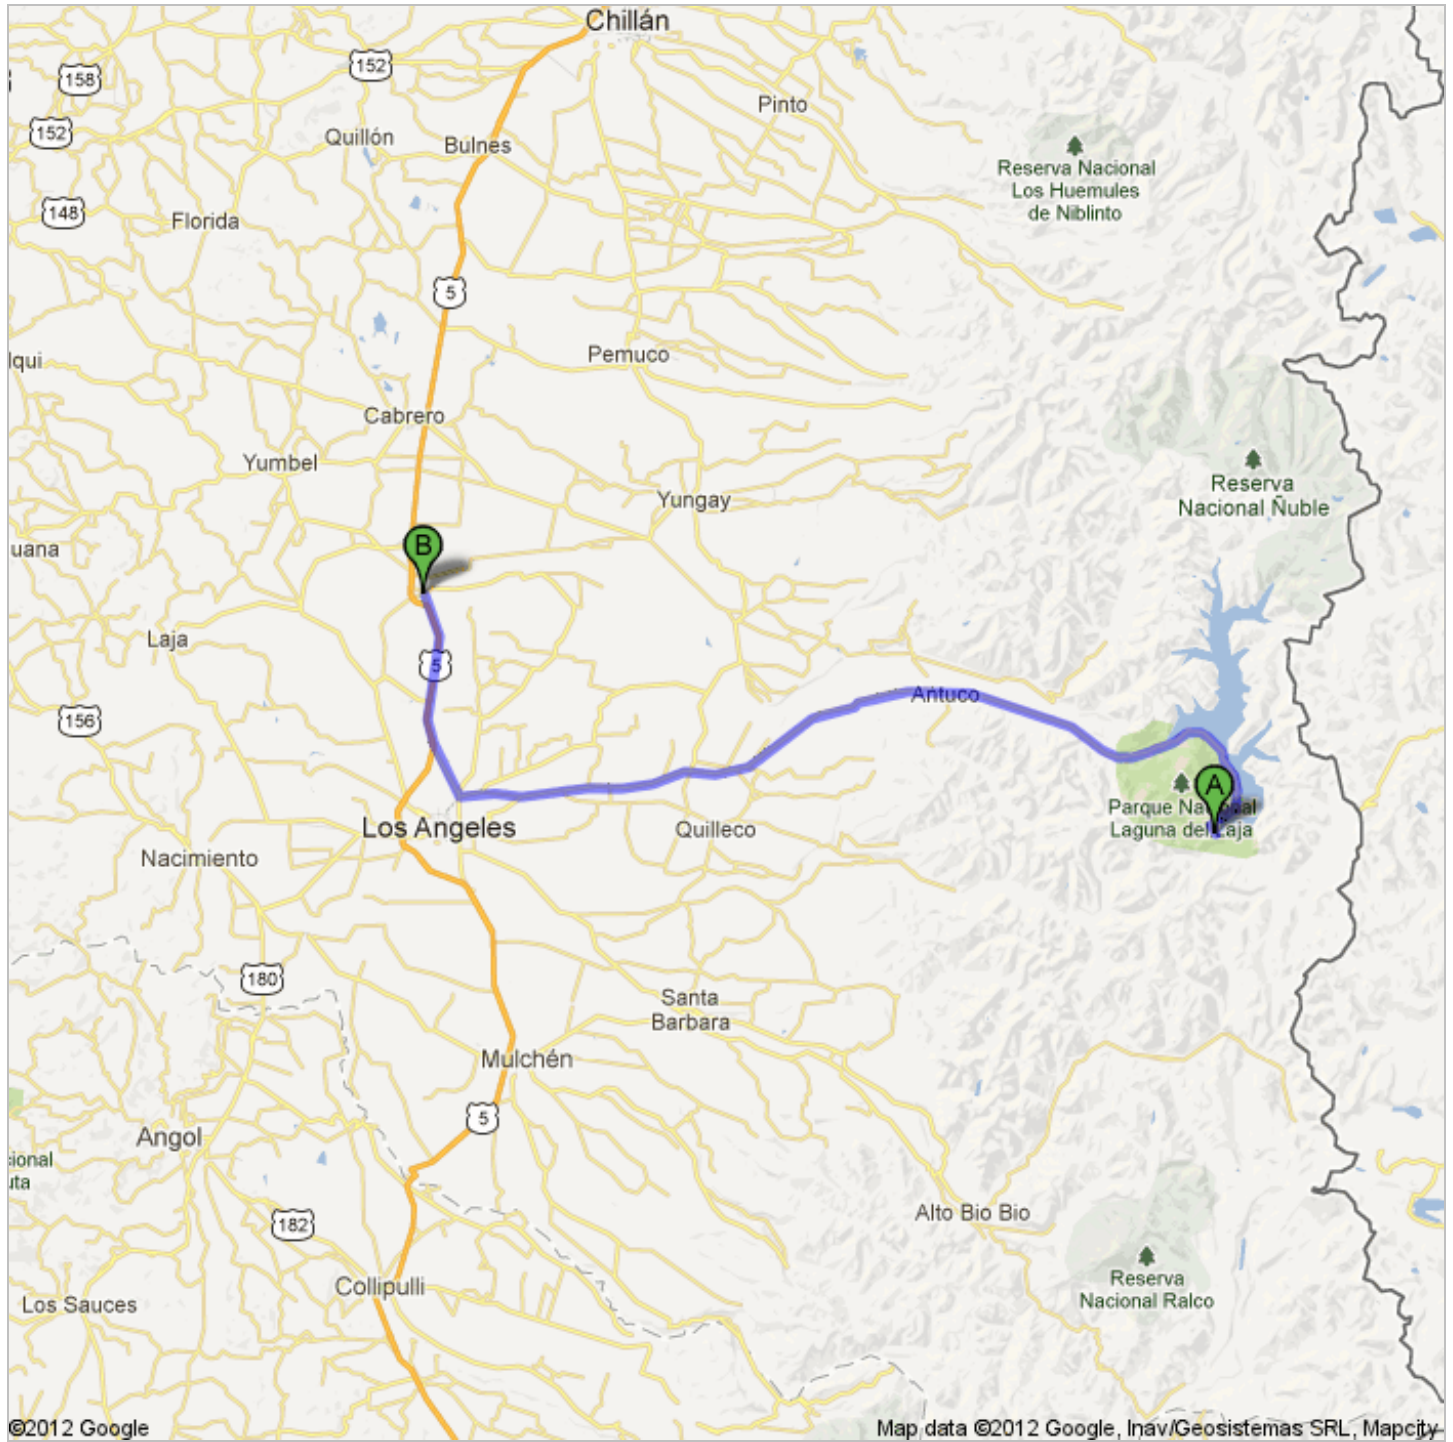 Chillán
152
158
Pinto
152
Quillón
Bulnes
Reserva Nacional
Los Huemules
de Niblinto
148
Florida
5
lqui
Pemuco
Cabrero
Yumbel
Reserva
Nacional Ñuble
Yungay
uana
B
Laja
5
Antuco
156
A
Parque Nacional
Laguna del Laja
Los Angeles
Quilleco
Nacimiento
180
Santa
Barbara
Mulchén
5
Angol
cional
uta
182
Alto Bio Bio
Reserva
Nacional Ralco
Collipulli
Los Sauces
©2012 Google
Map data ©2012 Google, Inav/Geosistemas SRL, Mapcity